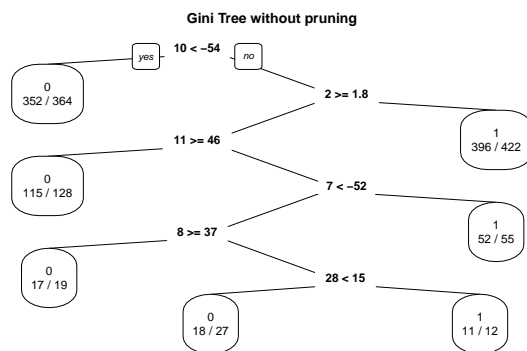 Gini Tree without pruning
yes
10 < −54
no
0
352 / 364
2 >= 1.8
1
396 / 422
11 >= 46
0
115 / 128
7 < −52
1
52 / 55
8 >= 37
0
17 / 19
28 < 15
0
18 / 27
1
11 / 12